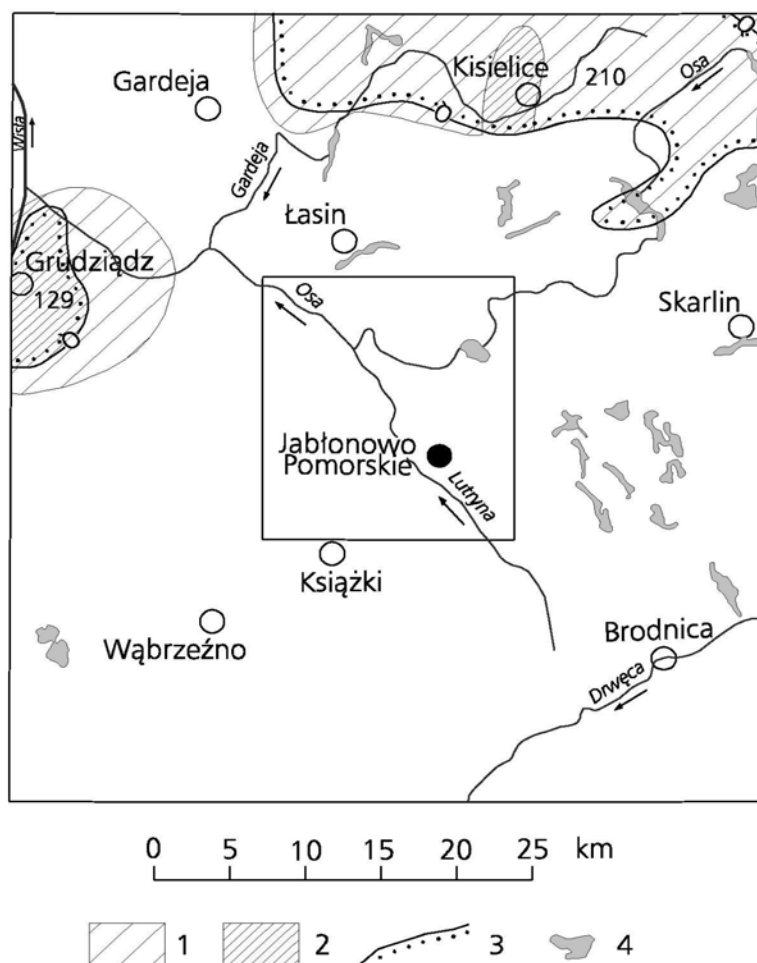 Gardeja
Kisielice
210
Osa
Wisła
Gardeja
Łasin
Grudziądz
129
Osa
Skarlin
Jabłonowo
Pomorskie
Lutryna
Książki
Wąbrzeźno
Brodnica
Drwęca
0 5 10 15 20 25 km
1 2 3 4